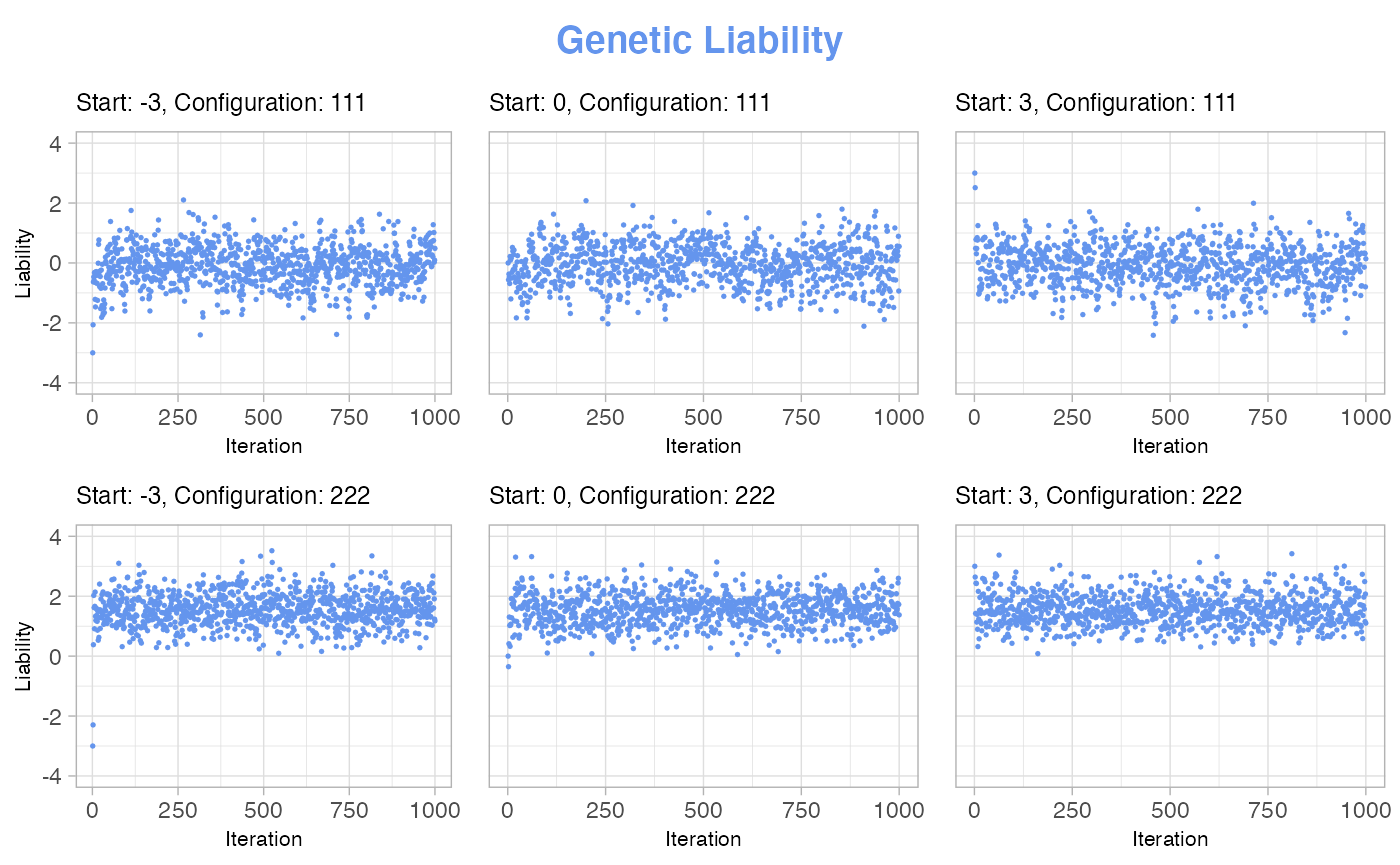 Genetic Liability
Start: -3, Configuration: 111
Start: 0, Configuration: 111
Start: 3, Configuration: 111
4
2
0
-2
-4
Liability
0 250 500 750 1000
0 250 500 750 1000
0 250 500 750 1000
Iteration
Iteration
Iteration
Start: -3, Configuration: 222
Start: 0, Configuration: 222
Start: 3, Configuration: 222
4
2
0
-2
-4
Liability
0 250 500 750 1000
0 250 500 750 1000
0 250 500 750 1000
Iteration
Iteration
Iteration